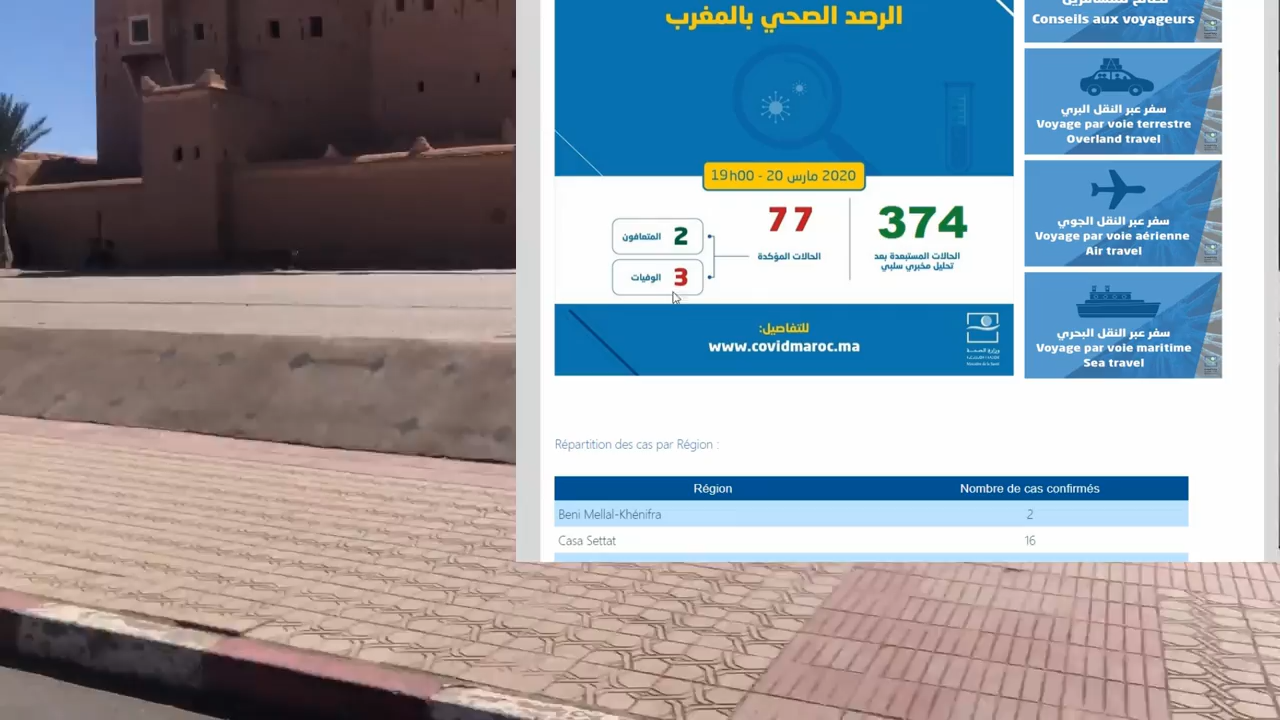 الرصد الصحي بالمغرب
19h00 - 20 مارس 2020
374
الحالات المستبعدة بعد
تحليل مخبري سلبي
77
الحالات المؤكدة
2 المتعافون
3 الوفيات
للتفاصيل:
www.covidmaroc.ma
Conseils aux voyageurs
سفر عبر النقل البري
Voyage par voie terrestre
Overland travel
سفر عبر النقل الجوي
Voyage par voie aérienne
Air travel
سفر عبر النقل البحري
Voyage par voie maritime
Sea travel
Répartition des cas par Région :
Région Nombre de cas confirmés
Beni Mellal-Khénifra 2
Casa Settat 16